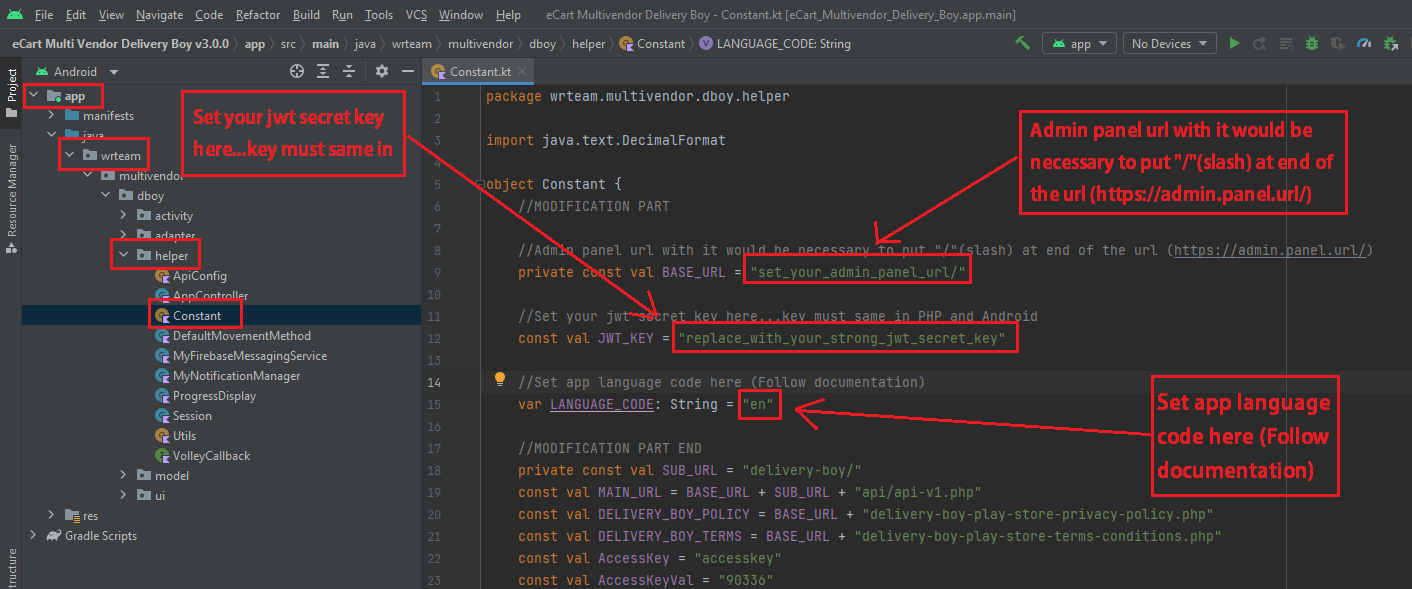 File Edit View Navigate Code Refactor Build Run Tools VCS Window Help eCart Multivendor Delivery Boy - Constant.kt [eCart_Multivendor_Delivery_Boy.app.main]
eCart Multi Vendor Delivery Boy v3.0.0 app src main java wrteam multivendor dboy helper Constant LANGUAGE_CODE: String app No Devices
Project
Resource Manager
tructure
Android
app
manifests
java
wrteam
multivendor
dboy
activity
adapter
helper
ApiConfig
AppController
Constant
DefaultMovementMethod
MyFirebaseMessagingService
MyNotificationManager
ProgressDisplay
Session
Utils
VolleyCallback
model
ui
res
Gradle Scripts
Set your jwt secret key
here...key must same in
Constant.kt
1 package wrteam.multivendor.dboy.helper
2
3 import java.text.DecimalFormat
4
5 object Constant {
6 //MODIFICATION PART
7
8 //Admin panel url with it would be necessary to put "/"(slash) at end of the url (https://admin.panel.url/)
9 private const val BASE_URL = "set_your_admin_panel_url/"
10
11 //Set your jwt secret key here...key must same in PHP and Android
12 const val JWT_KEY = "replace_with_your_strong_jwt_secret_key"
13
14 //Set app language code here (Follow documentation)
15 var LANGUAGE_CODE: String = "en"
16
17 //MODIFICATION PART END
18 private const val SUB_URL = "delivery-boy/"
19 const val MAIN_URL = BASE_URL + SUB_URL + "api/api-v1.php"
20 const val DELIVERY_BOY_POLICY = BASE_URL + "delivery-boy-play-store-privacy-policy.php"
21 const val DELIVERY_BOY_TERMS = BASE_URL + "delivery-boy-play-store-terms-conditions.php"
22 const val AccessKey = "accesskey"
23 const val AccessKeyVal = "90336"
Admin panel url with it would be
necessary to put "/"(slash) at end of
the url (https://admin.panel.url/)
Set app language
code here (Follow
documentation)